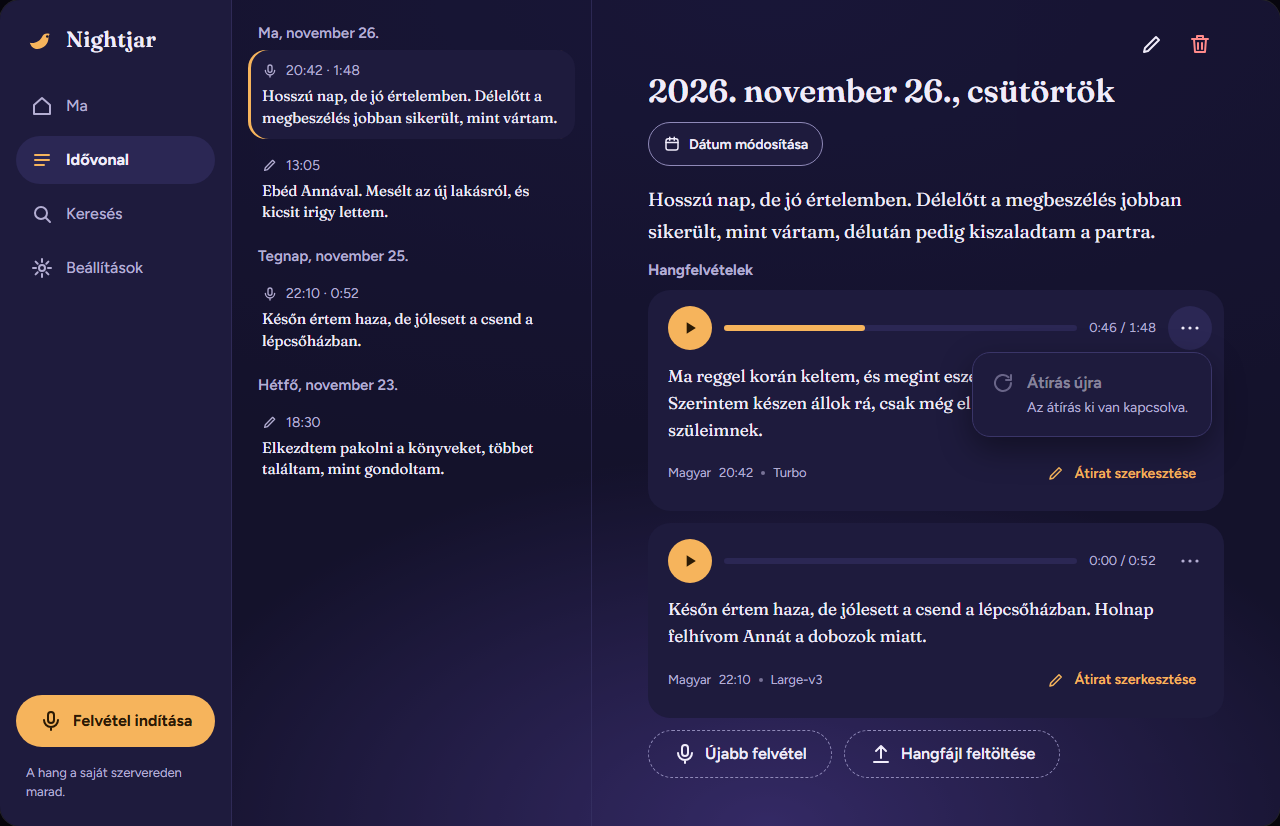 Nightjar
Ma
Idővonal
Keresés
Beállítások
Felvétel indítása
A hang a saját szervereden
marad.
Ma, november 26.
20:42 · 1:48
Hosszú nap, de jó értelemben. Délelőtt a
megbeszélés jobban sikerült, mint vártam.
13:05
Ebéd Annával. Mesélt az új lakásról, és
kicsit irigy lettem.
Tegnap, november 25.
22:10 · 0:52
Későn értem haza, de jólesett a csend a
lépcsőházban.
Hétfő, november 23.
18:30
Elkezdtem pakolni a könyveket, többet
találtam, mint gondoltam.
2026. november 26., csütörtök
Dátum módosítása
Hosszú nap, de jó értelemben. Délelőtt a megbeszélés jobban
sikerült, mint vártam, délután pedig kiszaladtam a partra.
Hangfelvételek
0:46 / 1:48
Ma reggel korán keltem, és megint
Szerintem készen állok rá, csak még
szüleimnek.
Átírás újra
Az átírás ki van kapcsolva.
Magyar 20:42 • Turbo
Átirat szerkesztése
0:00 / 0:52
Későn értem haza, de jólesett a csend a lépcsőházban. Holnap
felhívom Annát a dobozok miatt.
Magyar 22:10 • Large-v3
Átirat szerkesztése
Újabb felvétel
Hangfájl feltöltése